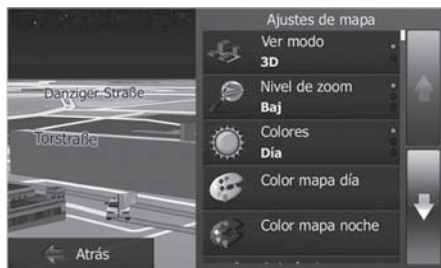 Ajustes de mapa
Danziger Straße
Torstraße
Ver modo
3D
Nivel de zoom
Baj
Colores
Día
Color mapa día
Color mapa noche
Atrás